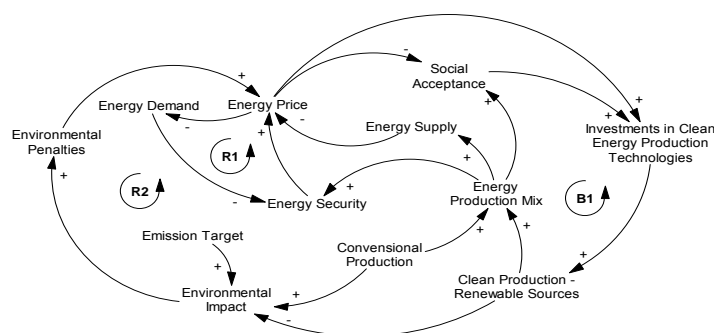 +
+
-
Social
Acceptance
Energy Demand
Energy Price
-
-
+
+
+
+
Environmental
Penalties
R1
Energy Supply
Investments in Clean
Energy Production
Technologies
+
R2
+
+
Energy
Production Mix
B1
-
Energy Security
Emission Target
+
Conventional
Production
+
+
+
Clean Production -
Renewable Sources
Environmental
Impact
+
-